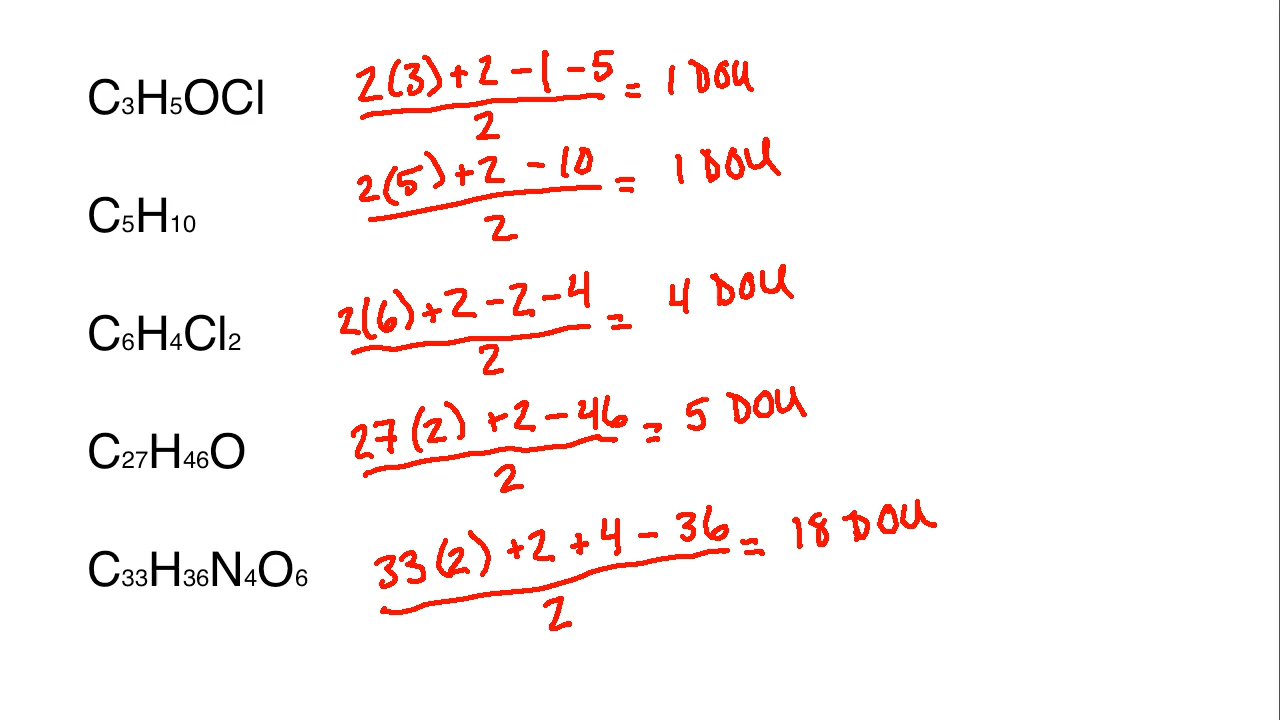 C3H5OCl 2(3)+2-1-5 = 1 DOU
2
C5H10 2(5)+2-10 = 1 DOU
2
C6H4Cl2 2(6)+2-2-4 = 4 DOU
2
C27H46O 27(2)+2-46 = 5 DOU
2
C33H36N4O6 33(2)+2+4-36 = 18 DOU
2